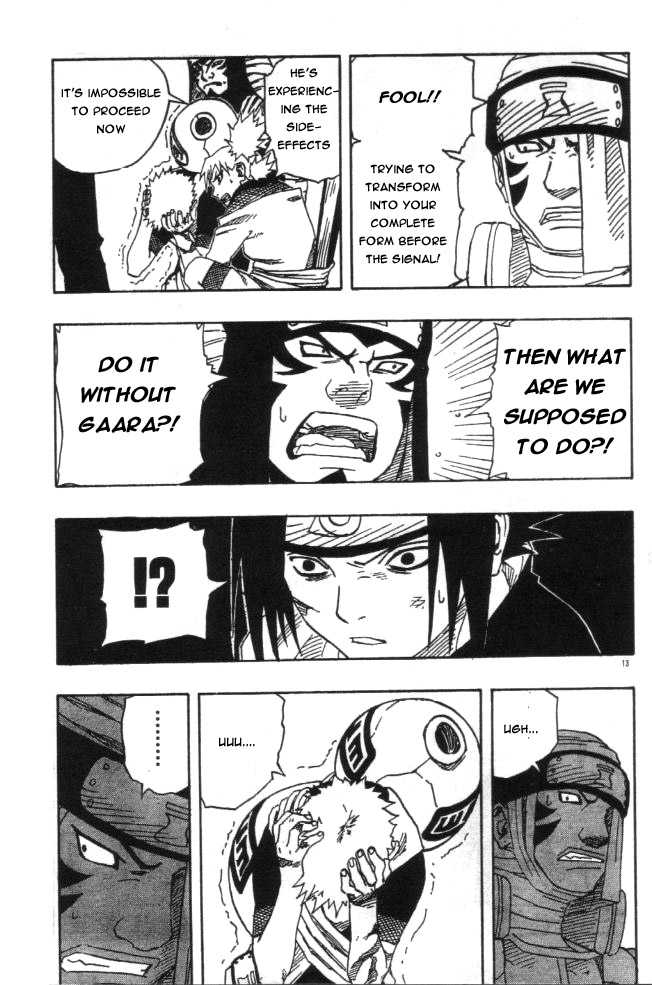 FOOL!!
TRYING TO
TRANSFORM
INTO YOUR
COMPLETE
FORM BEFORE
THE SIGNAL!
HE'S
EXPERIENC-
ING THE
SIDE-
EFFECTS
IT'S IMPOSSIBLE
TO PROCEED
NOW
THEN WHAT
ARE WE
SUPPOSED
TO DO?!
DO IT
WITHOUT
GAARA?!
!?
13
UGH...
UUU....
.........